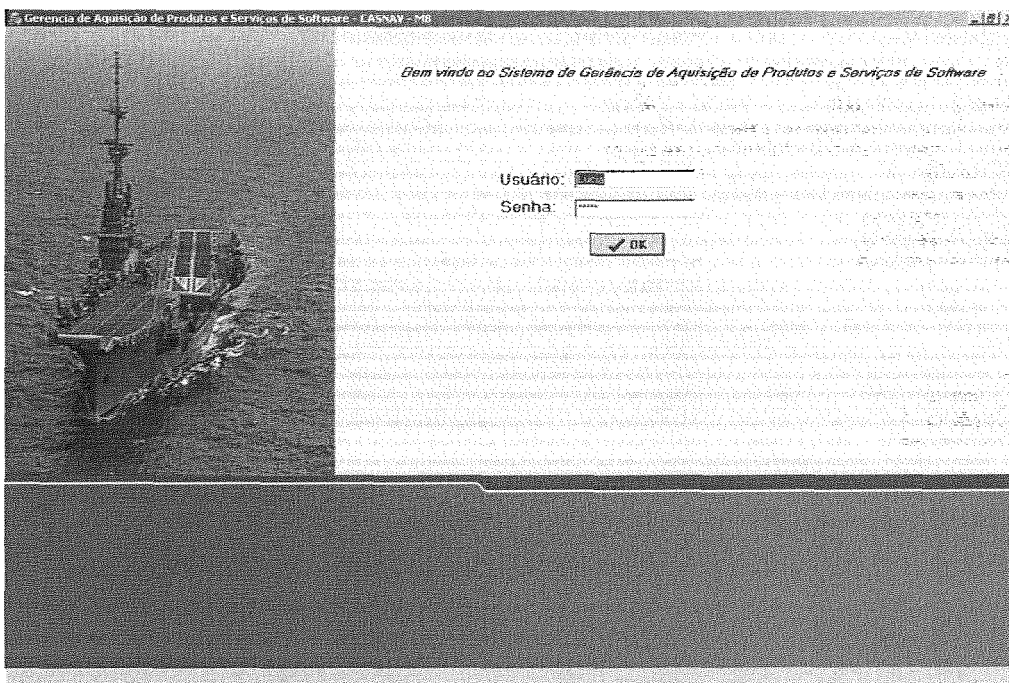 Gerencia de Aquisição de Produtos e Serviços de Software - CASNAV - MB
Bem vindo ao Sistema de Gerência de Aquisição de Produtos e Serviços de Software
Usuário:
Senha: ****
OK